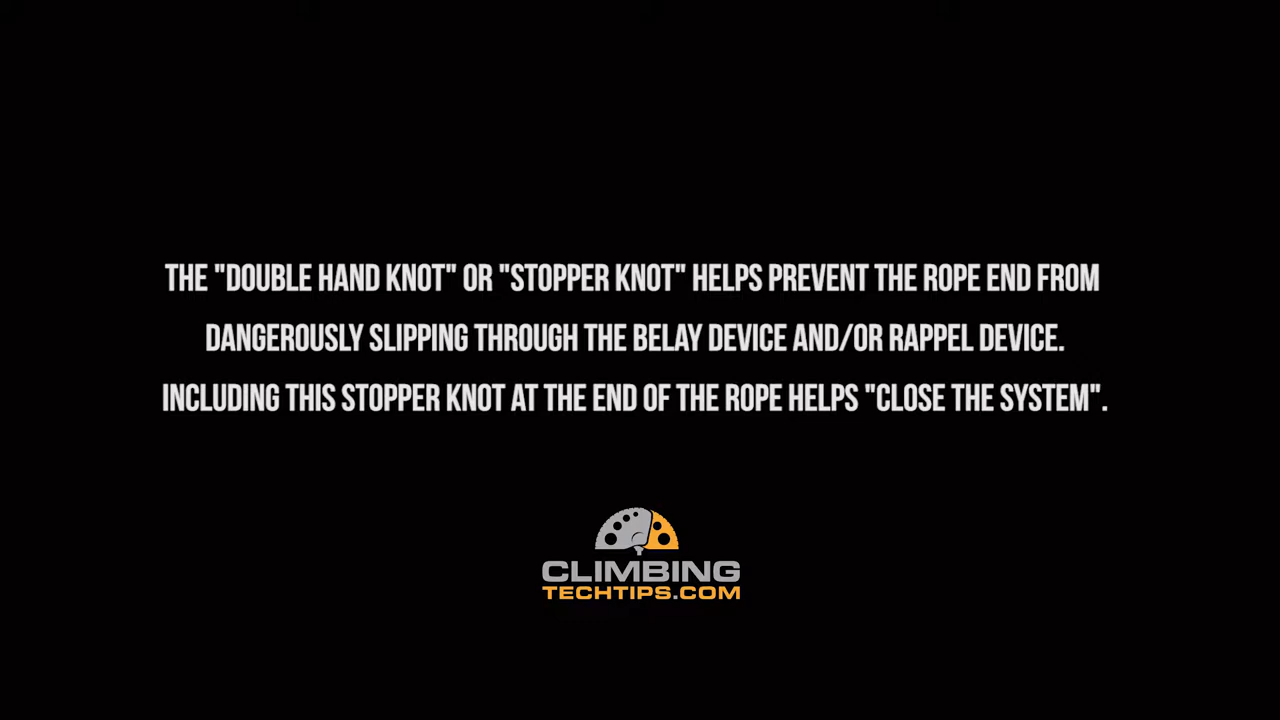 THE "DOUBLE HAND KNOT" OR "STOPPER KNOT" HELPS PREVENT THE ROPE END FROM
DANGEROUSLY SLIPPING THROUGH THE BELAY DEVICE AND/OR RAPPEL DEVICE.
INCLUDING THIS STOPPER KNOT AT THE END OF THE ROPE HELPS "CLOSE THE SYSTEM".
CLIMBING
TECHTIPS.COM